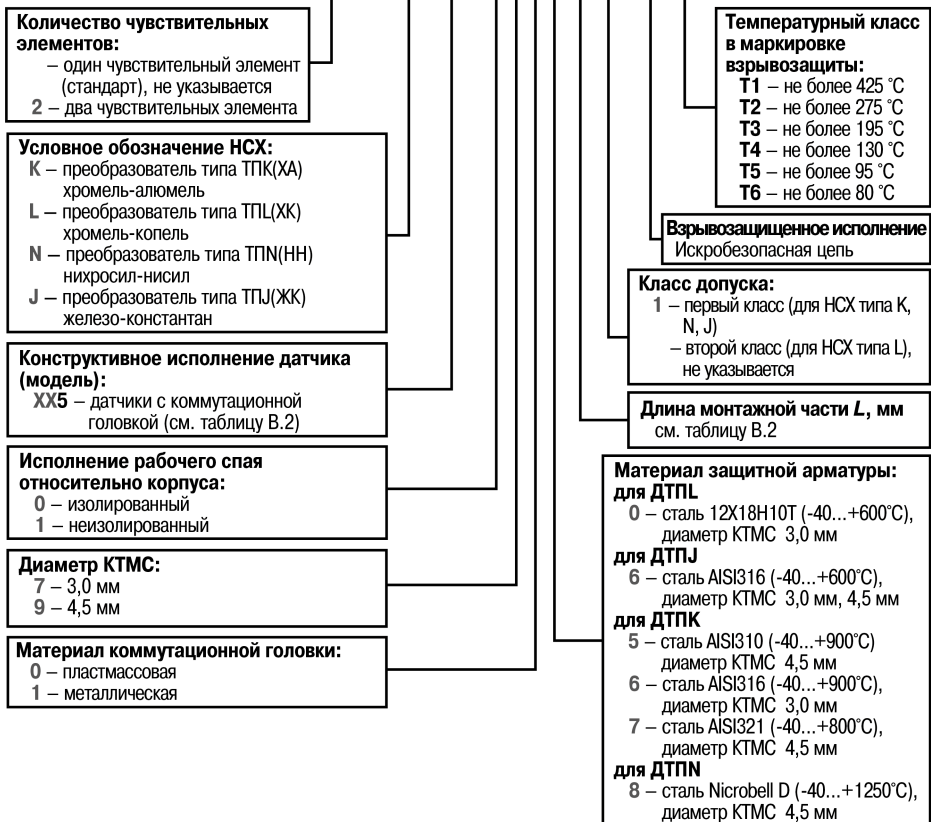 Количество чувствительных
элементов:
– один чувствительный элемент
(стандарт), не указывается
2 – два чувствительных элемента
Условное обозначение НСХ:
K – преобразователь типа ТПK(ХА)
хромель-алюмель
L – преобразователь типа ТПL(ХК)
хромель-копель
N – преобразователь типа ТПN(НН)
нихросил-нисил
J – преобразователь типа ТПJ(ЖК)
железо-константан
Конструктивное исполнение датчика
(модель):
XX5 – датчики с коммутационной
головкой (см. таблицу В.2)
Исполнение рабочего спая
относительно корпуса:
0 – изолированный
1 – неизолированный
Диаметр КТМС:
7 – 3,0 мм
9 – 4,5 мм
Материал коммутационной головки:
0 – пластмассовая
1 – металлическая
Температурный класс
в маркировке
взрывозащиты:
Т1 – не более 425 °С
Т2 – не более 275 °С
Т3 – не более 195 °С
Т4 – не более 130 °С
Т5 – не более 95 °С
Т6 – не более 80 °С
Взрывозащищенное исполнение
Искробезопасная цепь
Класс допуска:
1 – первый класс (для НСХ типа K,
N, J)
– второй класс (для НСХ типа L),
не указывается
Длина монтажной части L, мм
см. таблицу В.2
Материал защитной арматуры:
для ДТПL
0 – сталь 12Х18Н10Т (-40...+600°С),
диаметр КТМС 3,0 мм
для ДТПJ
6 – сталь AISI316 (-40...+600°С),
диаметр КТМС 3,0 мм, 4,5 мм
для ДТПK
5 – сталь AISI310 (-40...+900°С)
диаметр КТМС 4,5 мм
6 – сталь AISI316 (-40...+900°С),
диаметр КТМС 3,0 мм
7 – сталь AISI321 (-40...+800°С),
диаметр КТМС 4,5 мм
для ДТПN
8 – сталь Nicrobell D (-40...+1250°С),
диаметр КТМС 4,5 мм